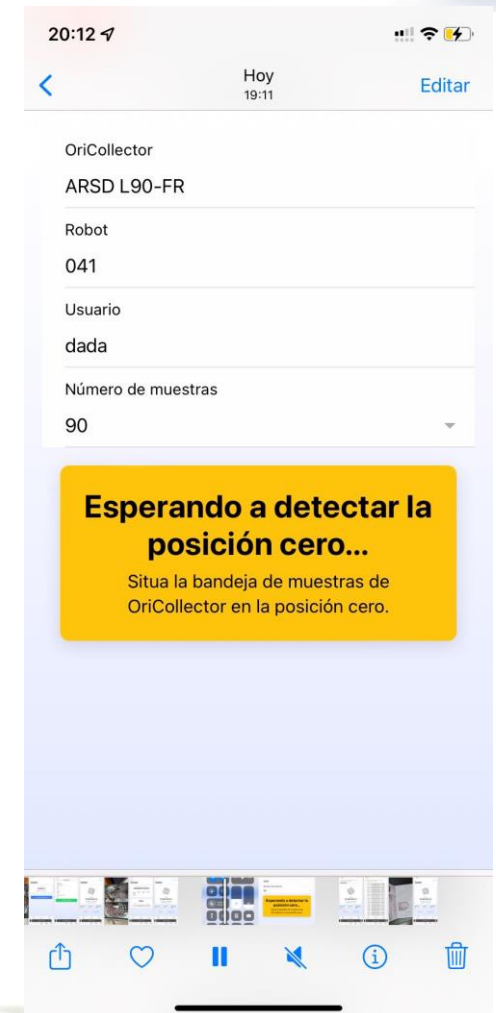 20:12
Hoy
19:11
Editar
OriCollector
ARSD L90-FR
Robot
041
Usuario
dada
Número de muestras
90
Esperando a detectar la
posición cero...
Situa la bandeja de muestras de
OriCollector en la posición cero.